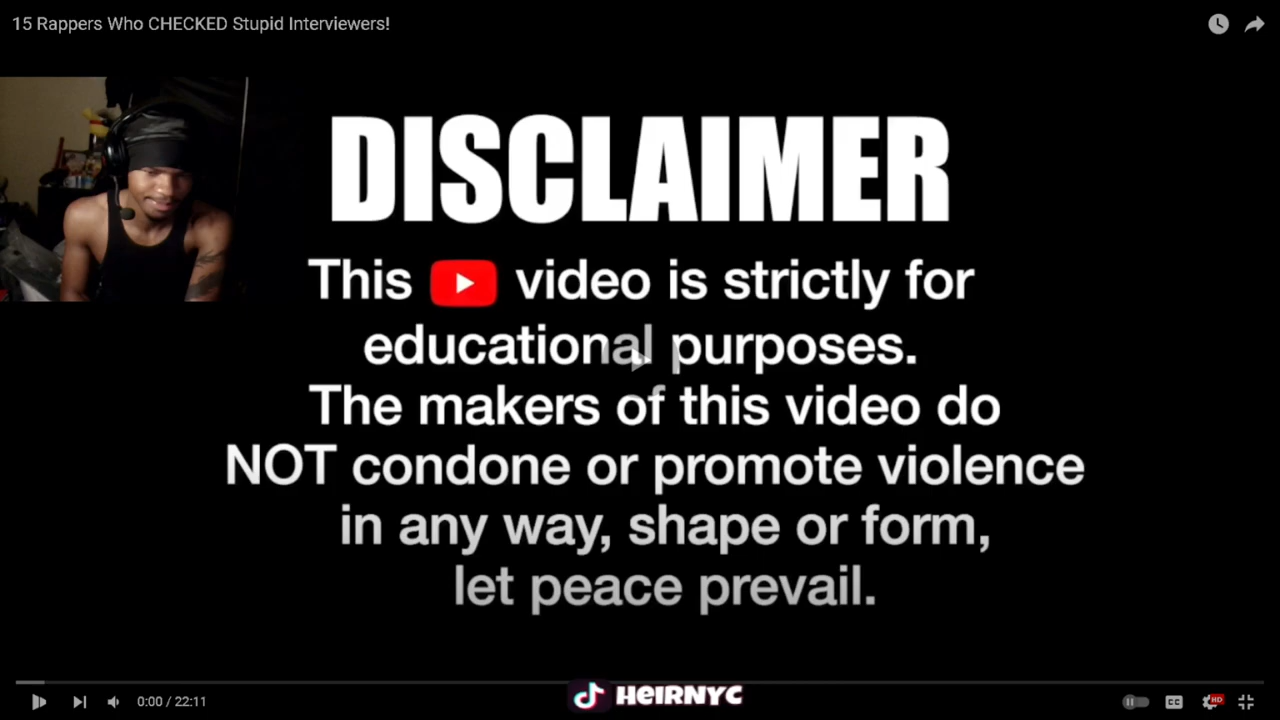 15 Rappers Who CHECKED Stupid Interviewers!
DISCLAIMER
This video is strictly for
educational purposes.
The makers of this video do
NOT condone or promote violence
in any way, shape or form,
let peace prevail.
0:00 / 22:11
HEIRNYC
CC
HD